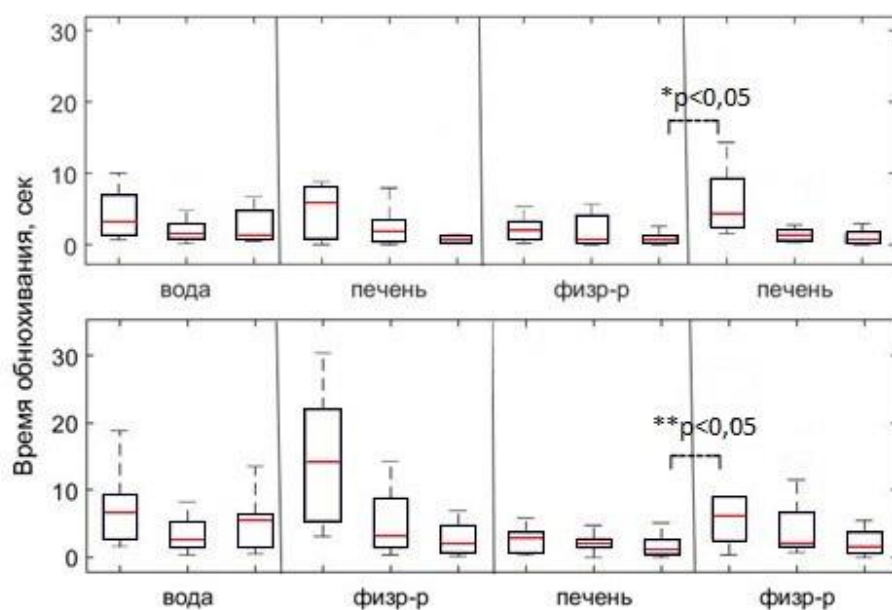 Время обнюхивания, сек
30
20
10
0
*p<0,05
вода печень физр-р печень
30
20
10
0
**p<0,05
вода физр-р печень физр-р